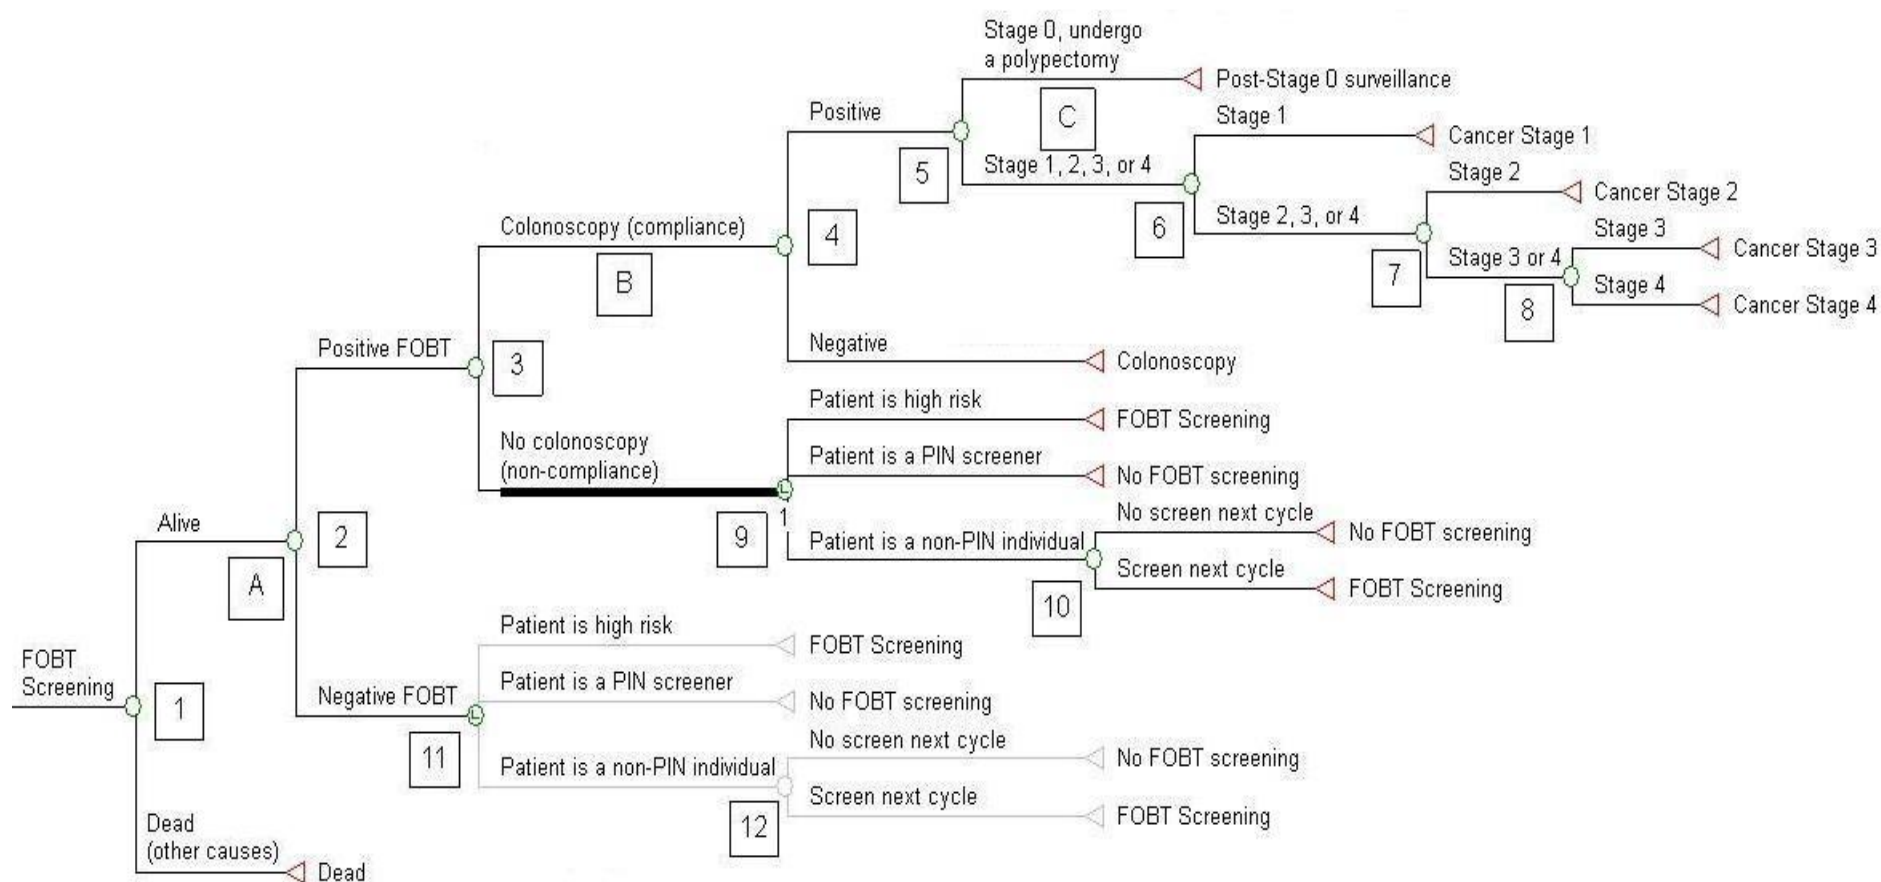 Stage 0, undergo
a polypectomy
Post-Stage 0 surveillance
C
Positive
Stage 1
Cancer Stage 1
5
Stage 1, 2, 3, or 4
Stage 2
Cancer Stage 2
6
Stage 2, 3, or 4
Stage 3
Cancer Stage 3
7
Stage 3 or 4
Stage 4
Cancer Stage 4
8
Colonoscopy (compliance)
4
B
Negative
Colonoscopy
Positive FOBT
3
Patient is high risk
FOBT Screening
No colonoscopy
(non-compliance)
Patient is a PIN screener
No FOBT screening
L
1
9
No screen next cycle
No FOBT screening
Patient is a non-PIN individual
Screen next cycle
FOBT Screening
10
Alive
2
A
Patient is high risk
FOBT Screening
FOBT
Screening
1
Negative FOBT
Patient is a PIN screener
No FOBT screening
L
11
No screen next cycle
No FOBT screening
Patient is a non-PIN individual
Screen next cycle
FOBT Screening
12
Dead
(other causes)
Dead